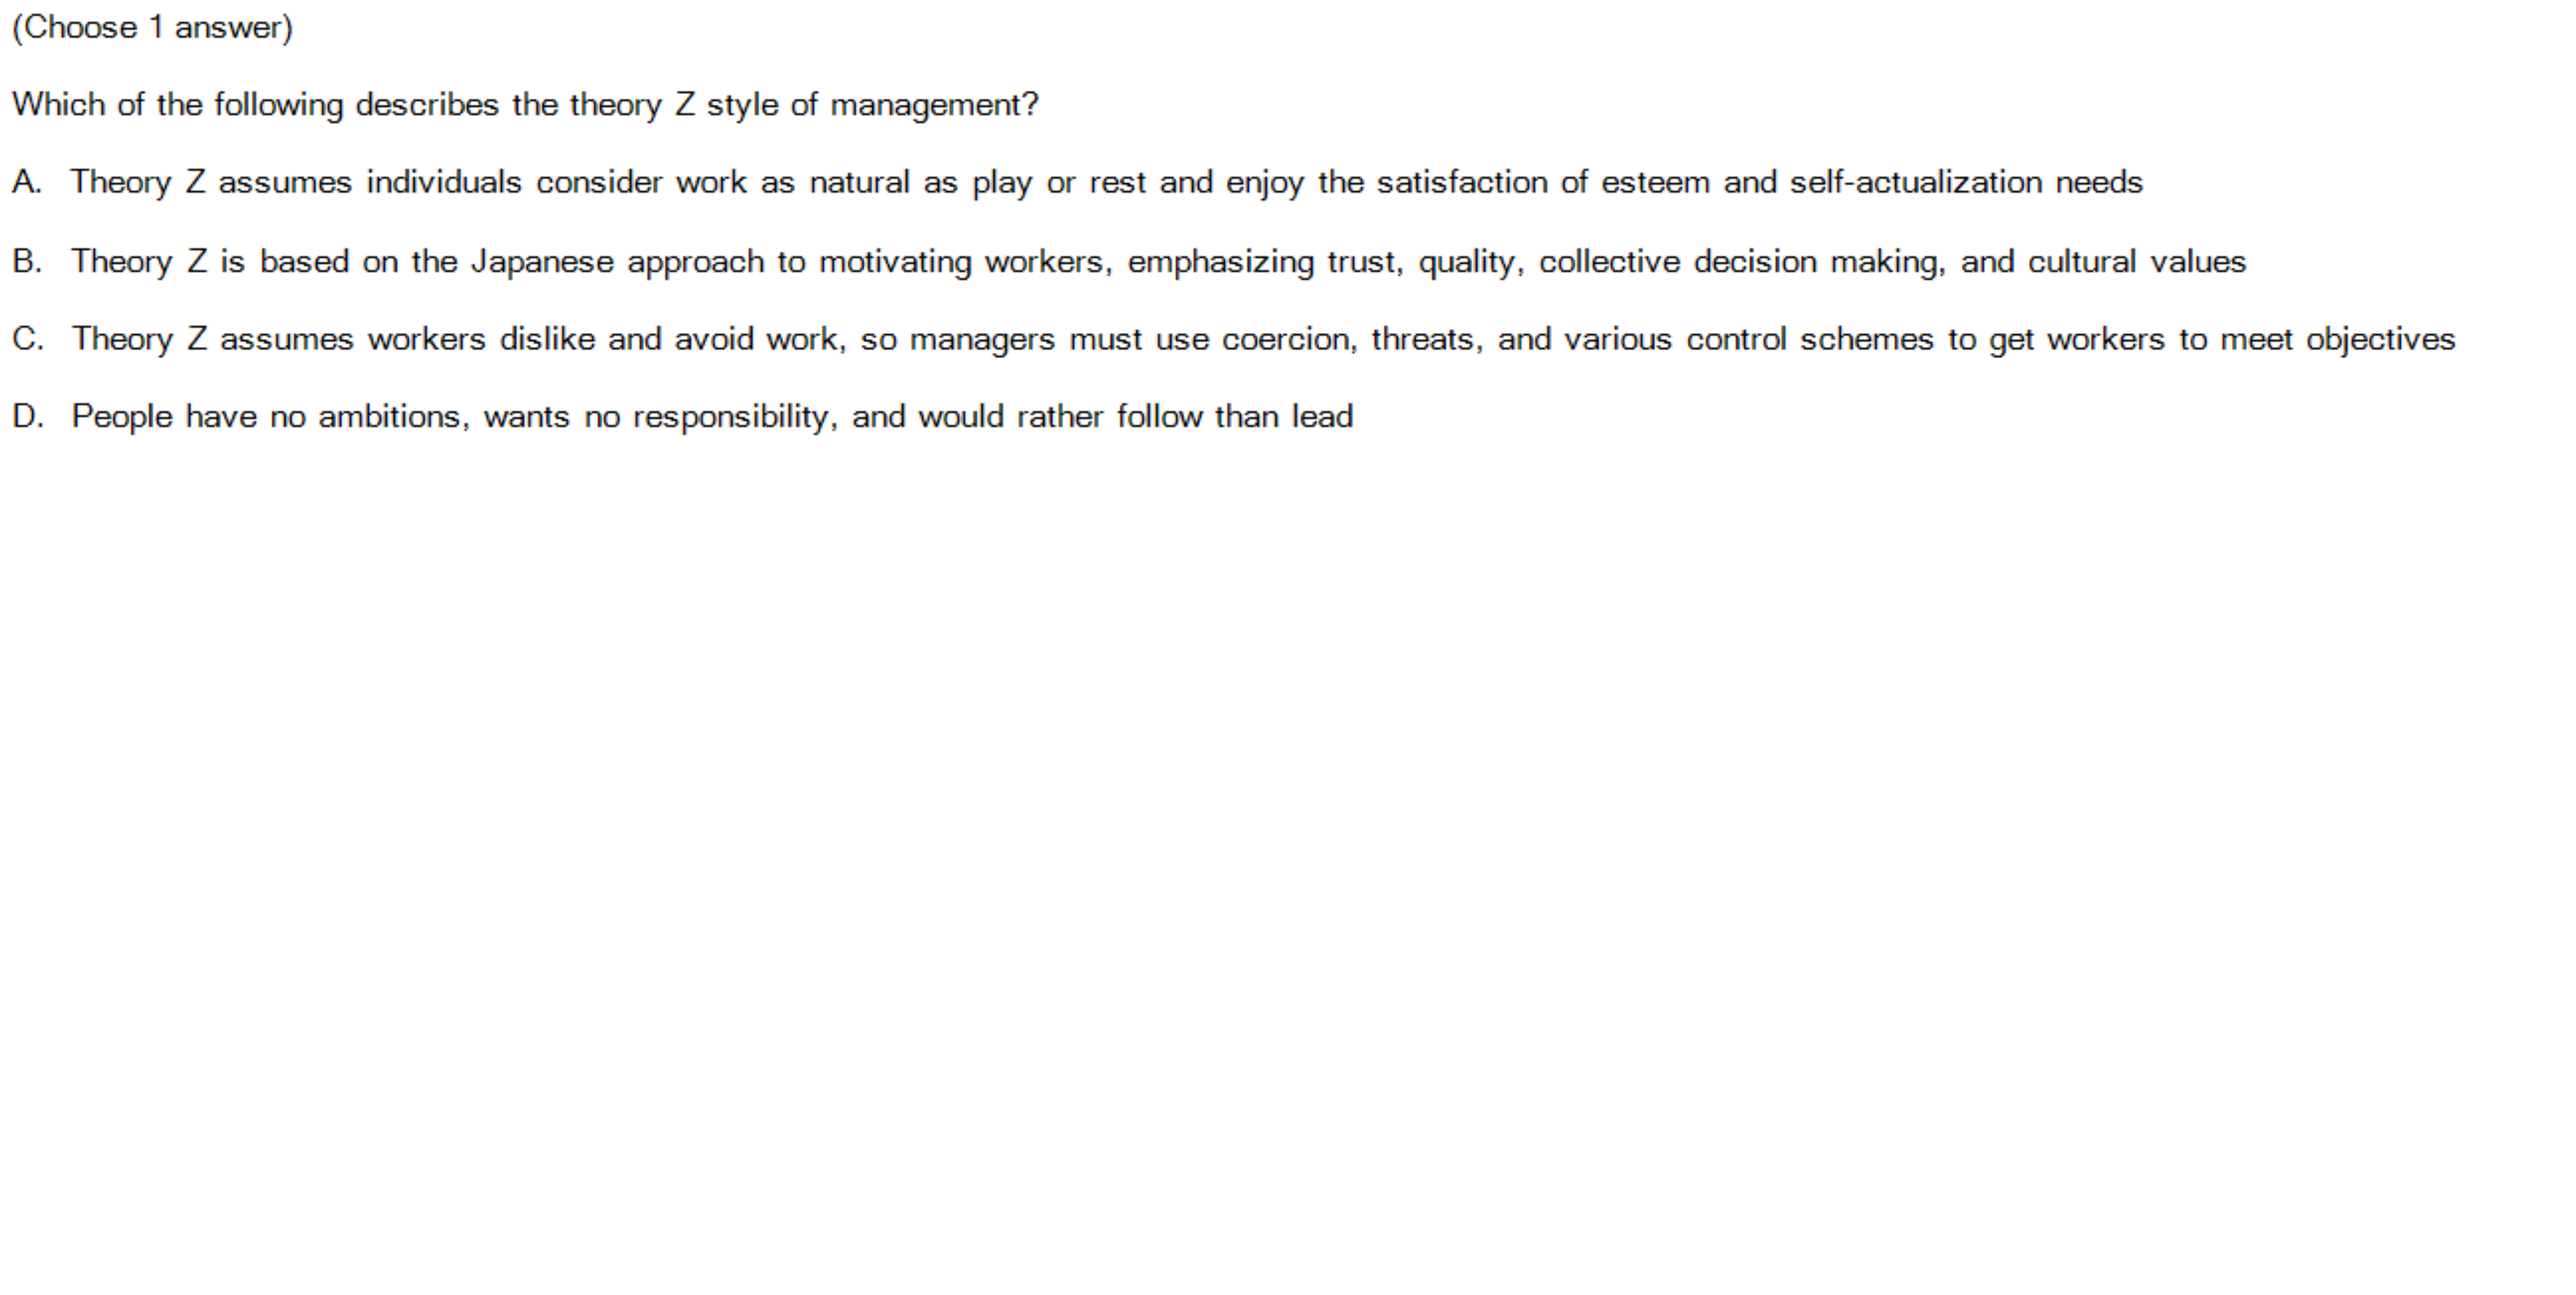 (Choose 1 answer)
Which of the following describes the theory Z style of management?
A. Theory Z assumes individuals consider work as natural as play or rest and enjoy the satisfaction of esteem and self-actualization needs
B. Theory Z is based on the Japanese approach to motivating workers, emphasizing trust, quality, collective decision making, and cultural values
C. Theory Z assumes workers dislike and avoid work, so managers must use coercion, threats, and various control schemes to get workers to meet objectives
D. People have no ambitions, wants no responsibility, and would rather follow than lead